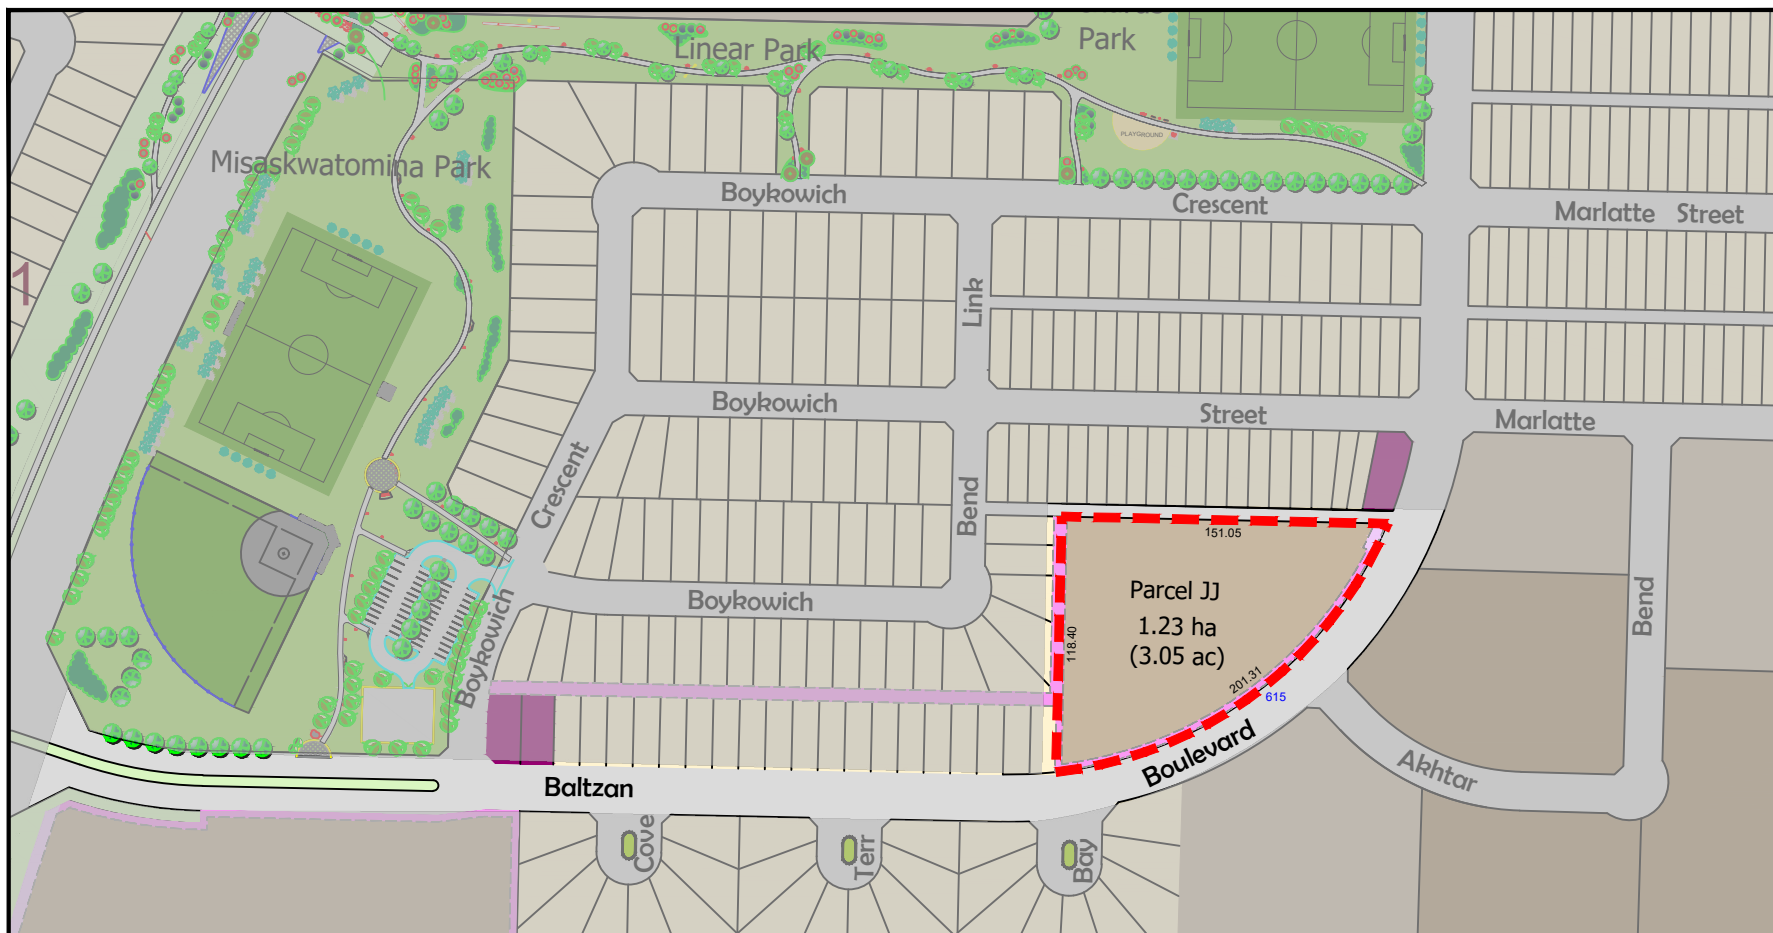 Linear Park
Park
PLAYGROUND
Misaskwatomina Park
Boykowich
Crescent
Marlatte Street
1
Link
Boykowich
Street
Marlatte
Crescent
Bend
151.05
Parcel JJ
1.23 ha
(3.05 ac)
118.40
201.31
615
Bend
Boykowich
Boykowich
Baltzan
Boulevard
Akhtar
Cove
Terr
Bay